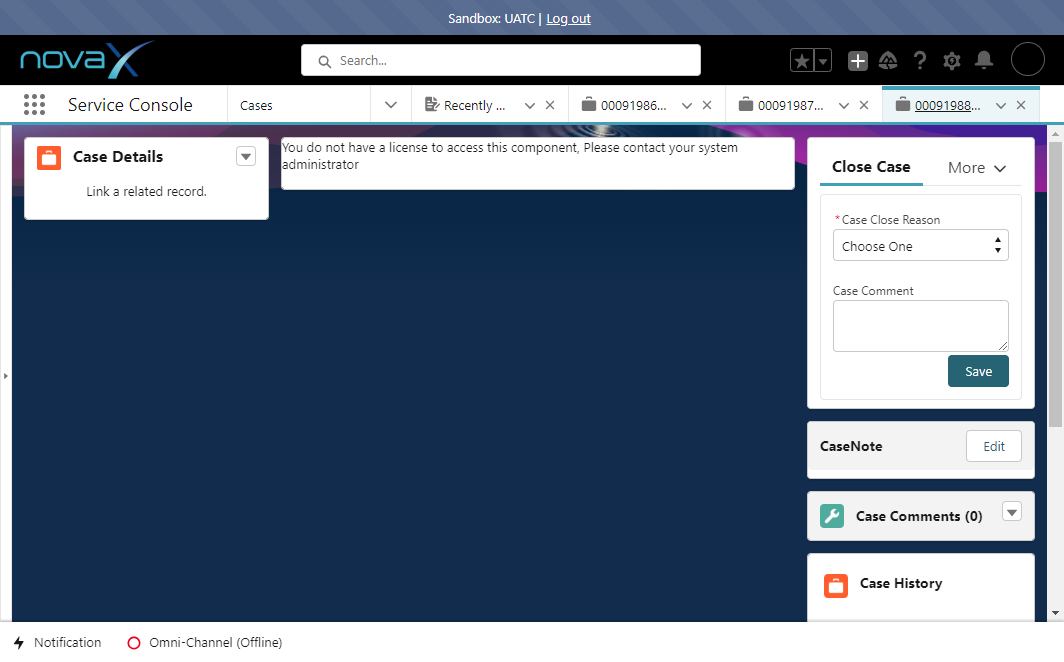 Sandbox: UATC | Log out
novaX
Search...
Service Console
Cases
Recently ...
00091986...
00091987...
00091988...
Case Details
Link a related record.
You do not have a license to access this component, Please contact your system
administrator
Close Case
More
*Case Close Reason
Choose One
Case Comment
Save
CaseNote
Edit
Case Comments (0)
Case History
Notification
Omni-Channel (Offline)